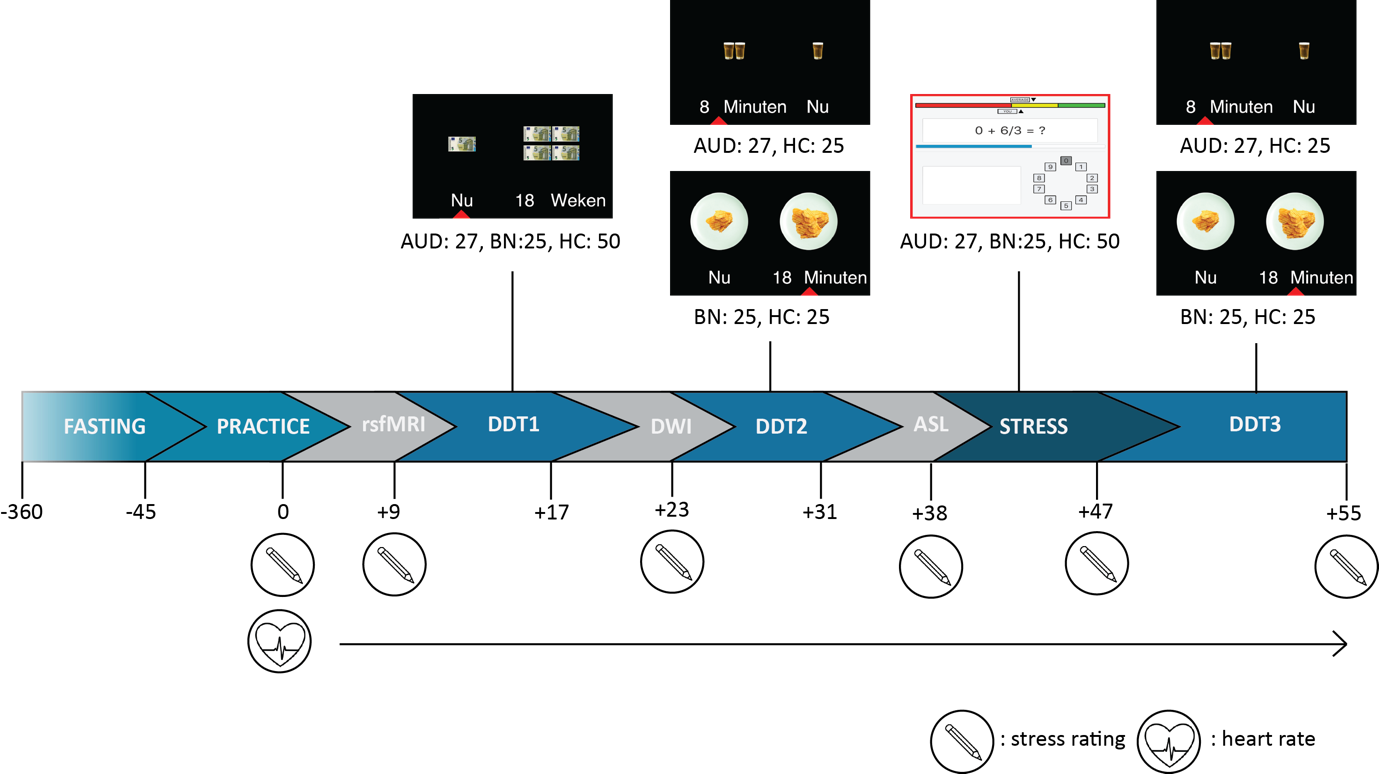 8 Minuten Nu
AUD: 27, HC: 25
8 Minuten Nu
AUD: 27, HC: 25
Nu 18 Weken
AUD: 27, BN:25, HC: 50
Nu 18 Minuten
BN: 25, HC: 25
0 + 6/3 = ?
0
9 1
8 2
7 3
6 4
5
AUD: 27, BN:25, HC: 50
Nu 18 Minuten
BN: 25, HC: 25
FASTING PRACTICE rsfMRI DDT1 DWI DDT2 ASL STRESS DDT3
-360 -45 0 +9 +17 +23 +31 +38 +47 +55
: stress rating : heart rate